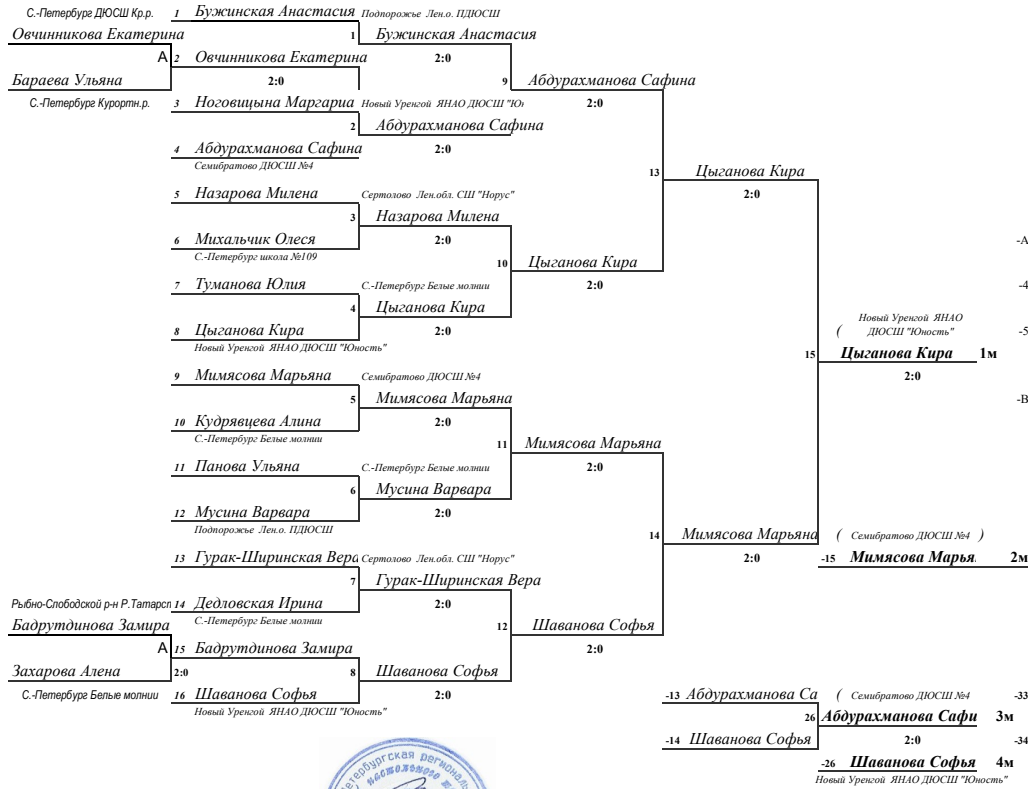 С.-Петербург ДЮСШ Кр.р. 1 Бужинская Анастасия Подпорожье Лен.о. ПДЮСШ
Овчинникова Екатерина 1 Бужинская Анастасия
А 2 Овчинникова Екатерина 2:0
Бараева Ульяна 2:0 9 Абдурахманова Сафина
С.-Петербург Курортн.р. 3 Ноговицына Маргариа Новый Уренгой ЯНАО ДЮСШ "Ю 2:0
2 Абдурахманова Сафина
4 Абдурахманова Сафина 2:0
Семибратово ДЮСШ №4
13 Цыганова Кира
5 Назарова Милена Сертолово Лен.обл. СШ "Норус" 2:0
3 Назарова Милена
6 Михальчик Олеся 2:0 -А
С.-Петербург школа №109
10 Цыганова Кира
7 Туманова Юлия С.-Петербург Белые молнии 2:0 -4
4 Цыганова Кира
Новый Уренгой ЯНАО
8 Цыганова Кира 2:0 ( ДЮСШ "Юность" -5
Новый Уренгой ЯНАО ДЮСШ "Юность"
15 Цыганова Кира 1м
9 Мимясова Марьяна Семибратово ДЮСШ №4 2:0
5 Мимясова Марьяна -В
10 Кудрявцева Алина 2:0
С.-Петербург Белые молнии
11 Мимясова Марьяна
11 Панова Ульяна С.-Петербург Белые молнии 2:0
6 Мусина Варвара
12 Мусина Варвара 2:0
Подпорожье Лен.о. ПДЮСШ
14 Мимясова Марьяна ( Семибратово ДЮСШ №4 )
13 Гурак-Ширинская Вера Сертолово Лен.обл. СШ "Норус" 2:0 -15 Мимясова Марья 2м
7 Гурак-Ширинская Вера
Рыбно-Слободской р-н Р.Татарст 14 Дедловская Ирина 2:0
С.-Петербург Белые молнии
Бадрутдинова Замира 12 Шаванова Софья
А 15 Бадрутдинова Замира 2:0
Захарова Алена 2:0 8 Шаванова Софья
С.-Петербург Белые молнии 16 Шаванова Софья 2:0 -13 Абдурахманова Са ( Семибратово ДЮСШ №4 -33
Новый Уренгой ЯНАО ДЮСШ "Юность"
26 Абдурахманова Сафи 3м
-14 Шаванова Софья 2:0 -34
-26 Шаванова Софья 4м
Новый Уренгой ЯНАО ДЮСШ "Юность"